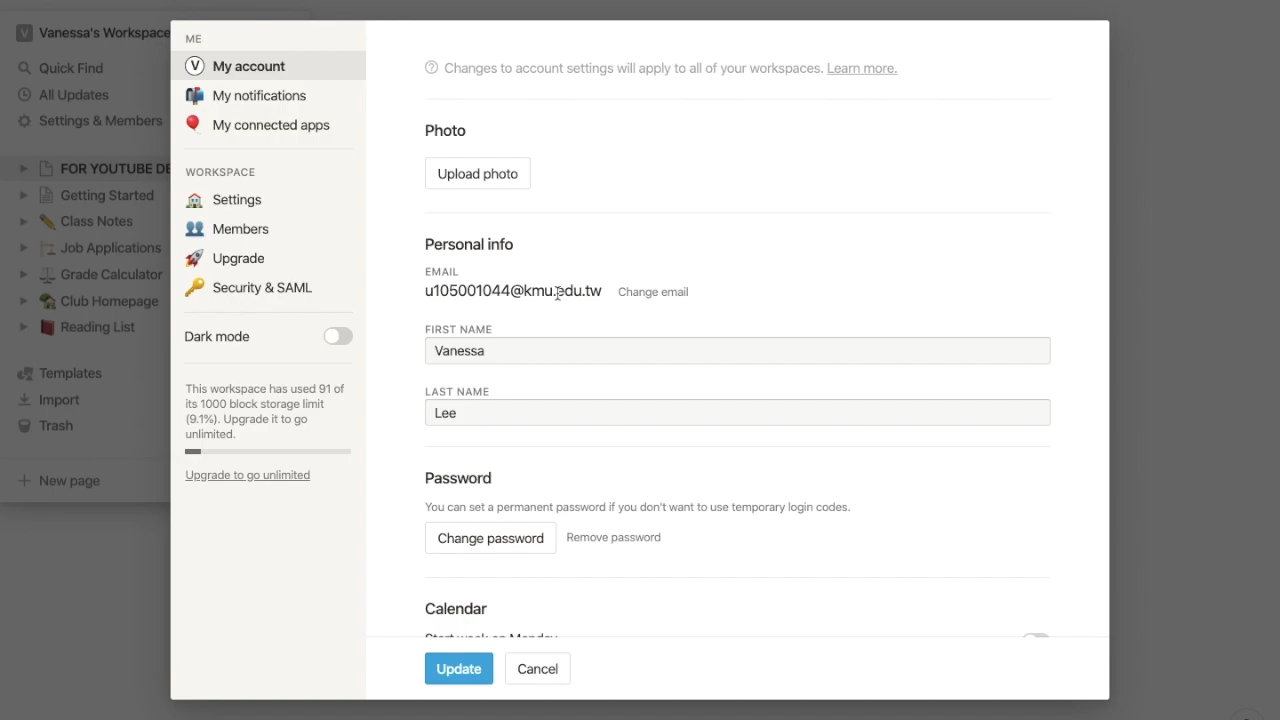 V Vanessa's Workspace
Quick Find
All Updates
Settings & Members
FOR YOUTUBE DE
Getting Started
Class Notes
Job Applications
Grade Calculator
Club Homepage
Reading List
Templates
Import
Trash
New page
ME
V My account
My notifications
My connected apps
WORKSPACE
Settings
Members
Upgrade
Security & SAML
Dark mode
This workspace has used 91 of
its 1000 block storage limit
(9.1%). Upgrade it to go
unlimited.
Upgrade to go unlimited
Changes to account settings will apply to all of your workspaces. Learn more.
Photo
Upload photo
Personal info
EMAIL
u105001044@kmu.edu.tw Change email
FIRST NAME
Vanessa
LAST NAME
Lee
Password
You can set a permanent password if you don't want to use temporary login codes.
Change password Remove password
Calendar
Start week on Monday
Update Cancel